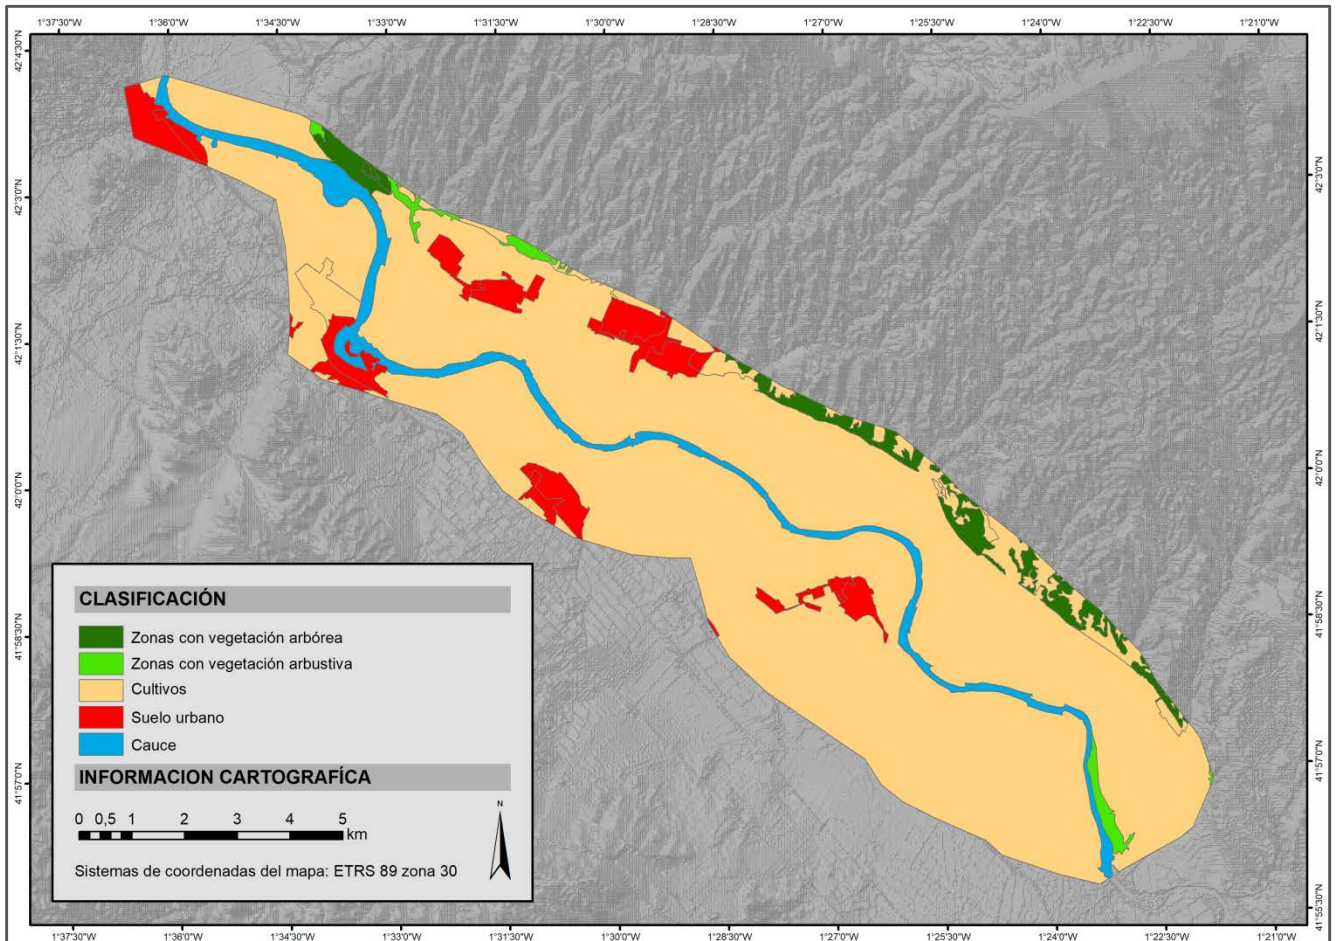 1°37'30"W 1°36'0"W 1°34'30"W 1°33'0"W 1°31'30"W 1°30'0"W 1°28'30"W 1°27'0"W 1°25'30"W 1°24'0"W 1°22'30"W 1°21'0"W
42°4'30"N
42°3'0"N
42°3'0"N
42°1'30"N
42°1'30"N
42°0'0"N
42°0'0"N
CLASIFICACIÓN
Zonas con vegetación arbórea
Zonas con vegetación arbustiva
Cultivos
Suelo urbano
Cauce
41°58'30"N
41°58'30"N
INFORMACION CARTOGRAFÍCA
41°57'0"N
41°57'0"N
N
0 0,5 1 2 3 4 5
km
Sistemas de coordenadas del mapa: ETRS 89 zona 30
41°55'30"N
1°37'30"W 1°36'0"W 1°34'30"W 1°33'0"W 1°31'30"W 1°30'0"W 1°28'30"W 1°27'0"W 1°25'30"W 1°24'0"W 1°22'30"W 1°21'0"W